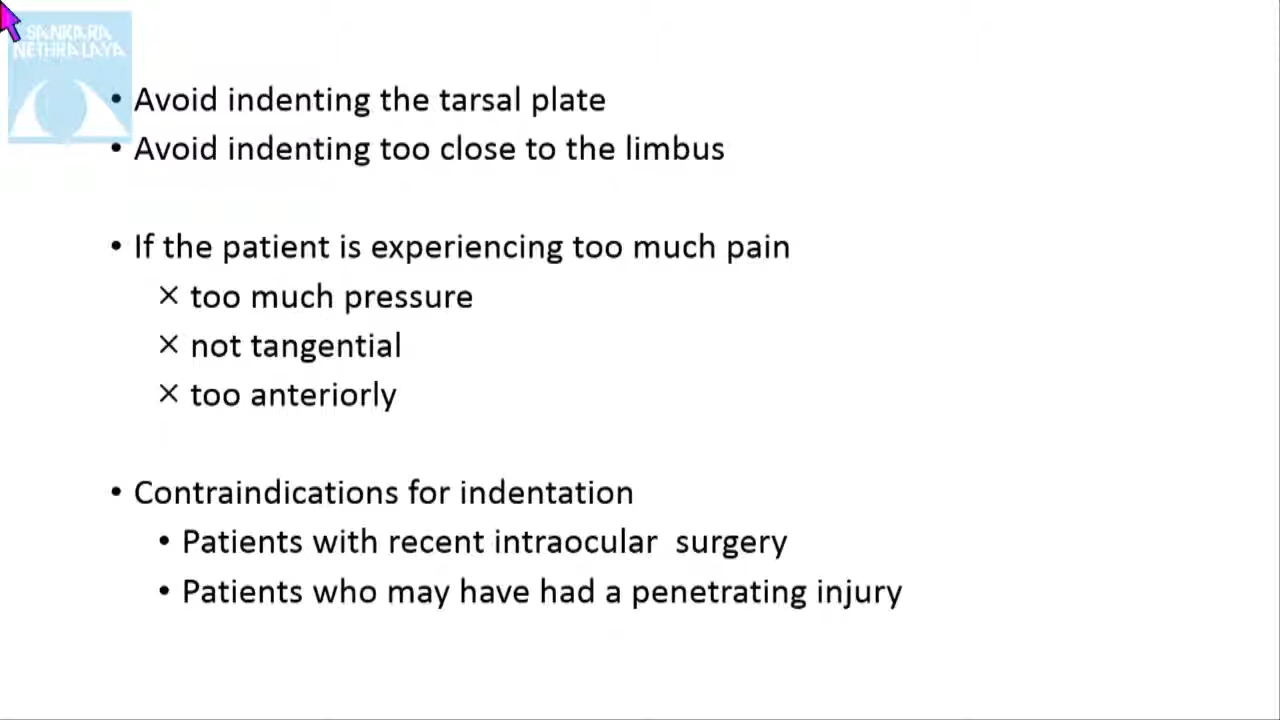 SANKARA
NETHRALAYA
• Avoid indenting the tarsal plate
• Avoid indenting too close to the limbus
• If the patient is experiencing too much pain
× too much pressure
× not tangential
× too anteriorly
• Contraindications for indentation
• Patients with recent intraocular  surgery
• Patients who may have had a penetrating injury